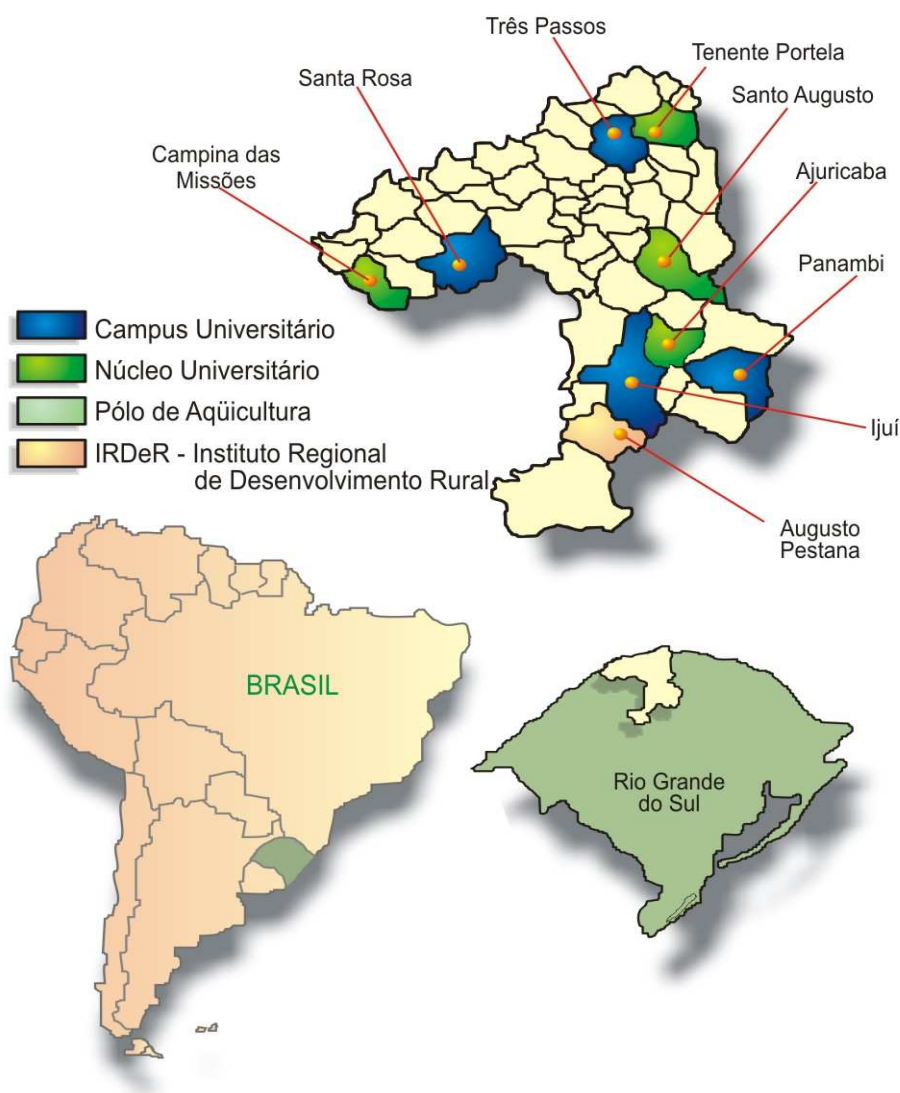 Três Passos
Tenente Portela
Santa Rosa
Santo Augusto
Campina das
Missões
Ajuricaba
Panambi
Campus Universitário
Núcleo Universitário
Pólo de Aqüicultura
IRDeR - Instituto Regional
de Desenvolvimento Rural
Ijuí
Augusto
Pestana
BRASIL
Rio Grande
do Sul